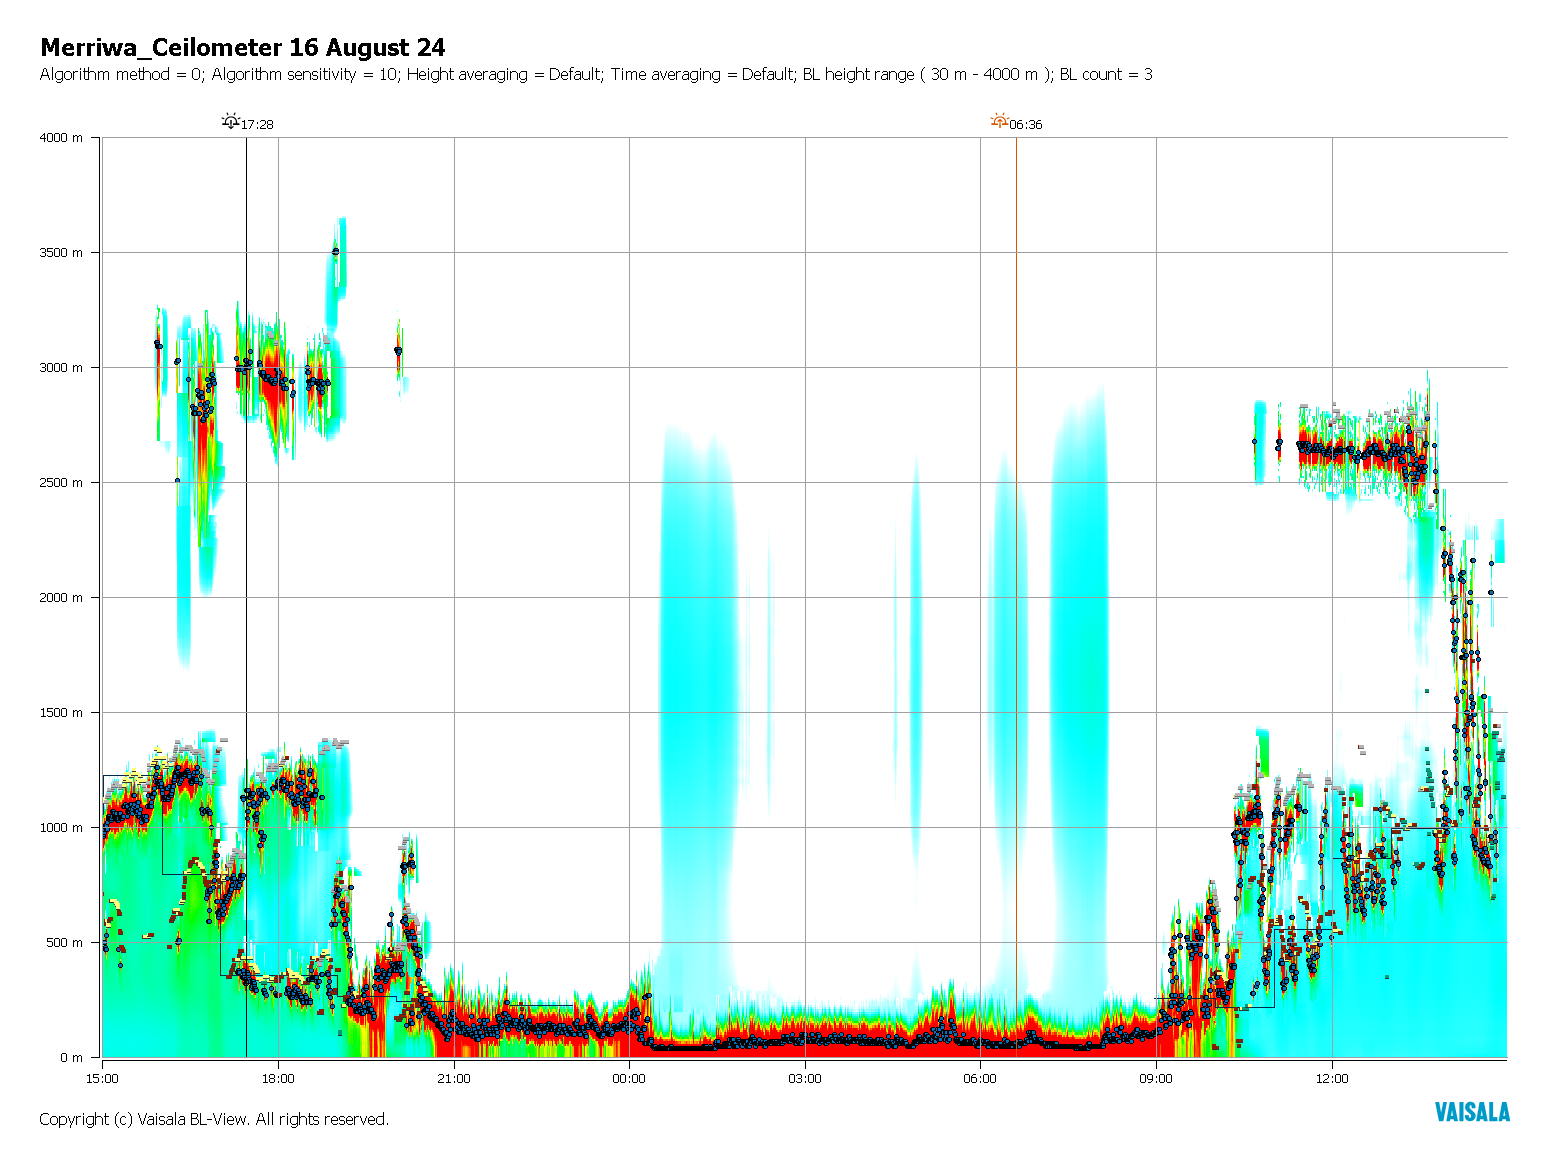 Merriwa_Ceilometer 16 August 24
Algorithm method = 0; Algorithm sensitivity = 10; Height averaging = Default; Time averaging = Default; BL height range ( 30 m - 4000 m ); BL count = 3
17:28
06:36
4000 m
3500 m
3000 m
2500 m
2000 m
1500 m
1000 m
500 m
0 m
15:00
18:00
21:00
00:00
03:00
06:00
09:00
12:00
Copyright (c) Vaisala BL-View. All rights reserved.
VAISALA